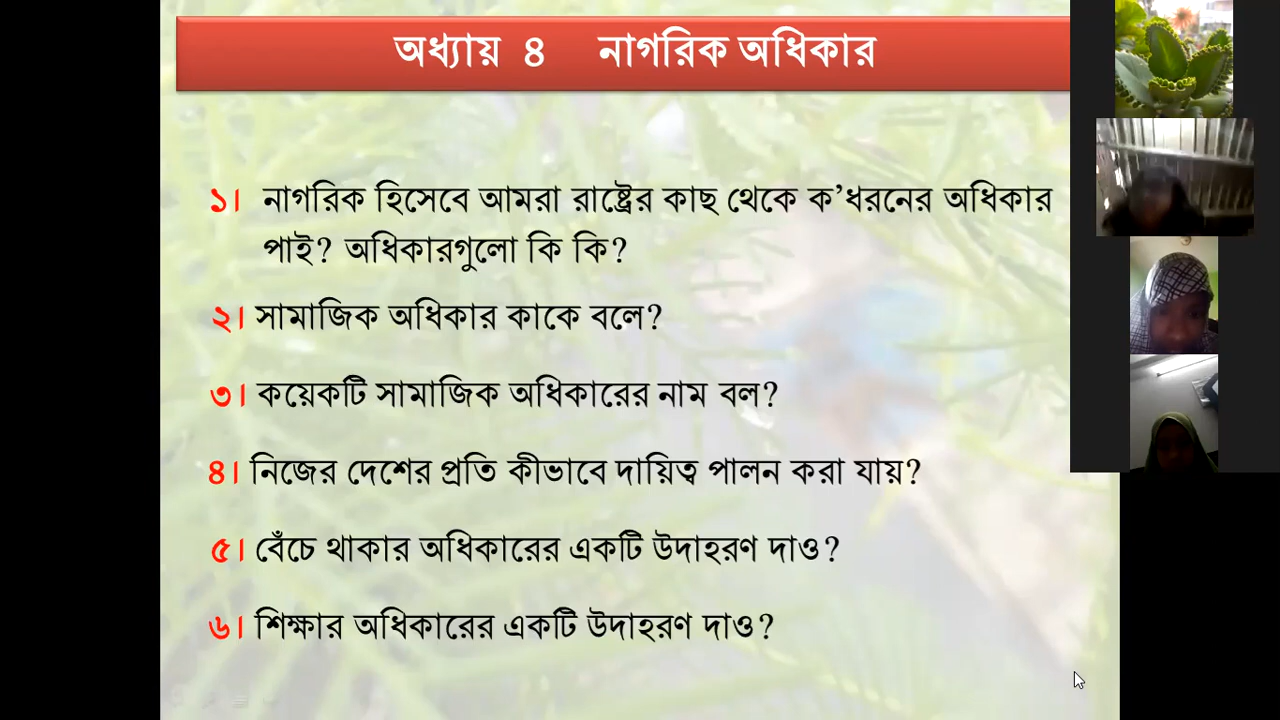 অধ্যায় ৪ নাগরিক অধিকার
১। নাগরিক হিসেবে আমরা রাষ্ট্রের কাছ থেকে ক’ধরনের অধিকার
পাই? অধিকারগুলো কি কি?
২। সামাজিক অধিকার কাকে বলে?
৩। কয়েকটি সামাজিক অধিকারের নাম বল?
৪। নিজের দেশের প্রতি কীভাবে দায়িত্ব পালন করা যায়?
৫। বেঁচে থাকার অধিকারের একটি উদাহরণ দাও?
৬। শিক্ষার অধিকারের একটি উদাহরণ দাও?